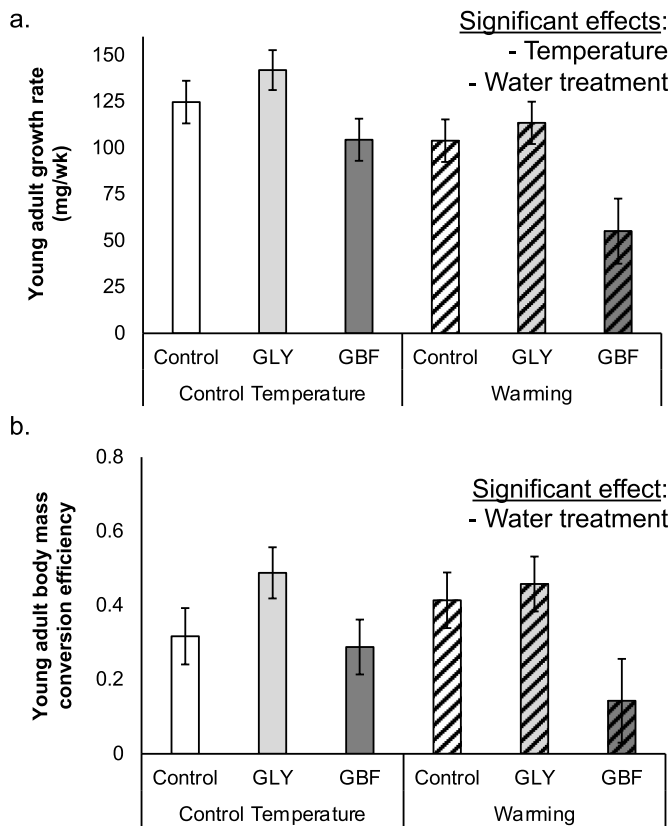 a.
Significant effects:
- Temperature
- Water treatment
Young adult growth rate
(mg/wk)
150
125
100
75
50
25
0
Control GLY GBF Control GLY GBF
Control Temperature Warming
b.
Significant effect:
- Water treatment
Young adult body mass
conversion efficiency
0.8
0.6
0.4
0.2
0
Control GLY GBF Control GLY GBF
Control Temperature Warming